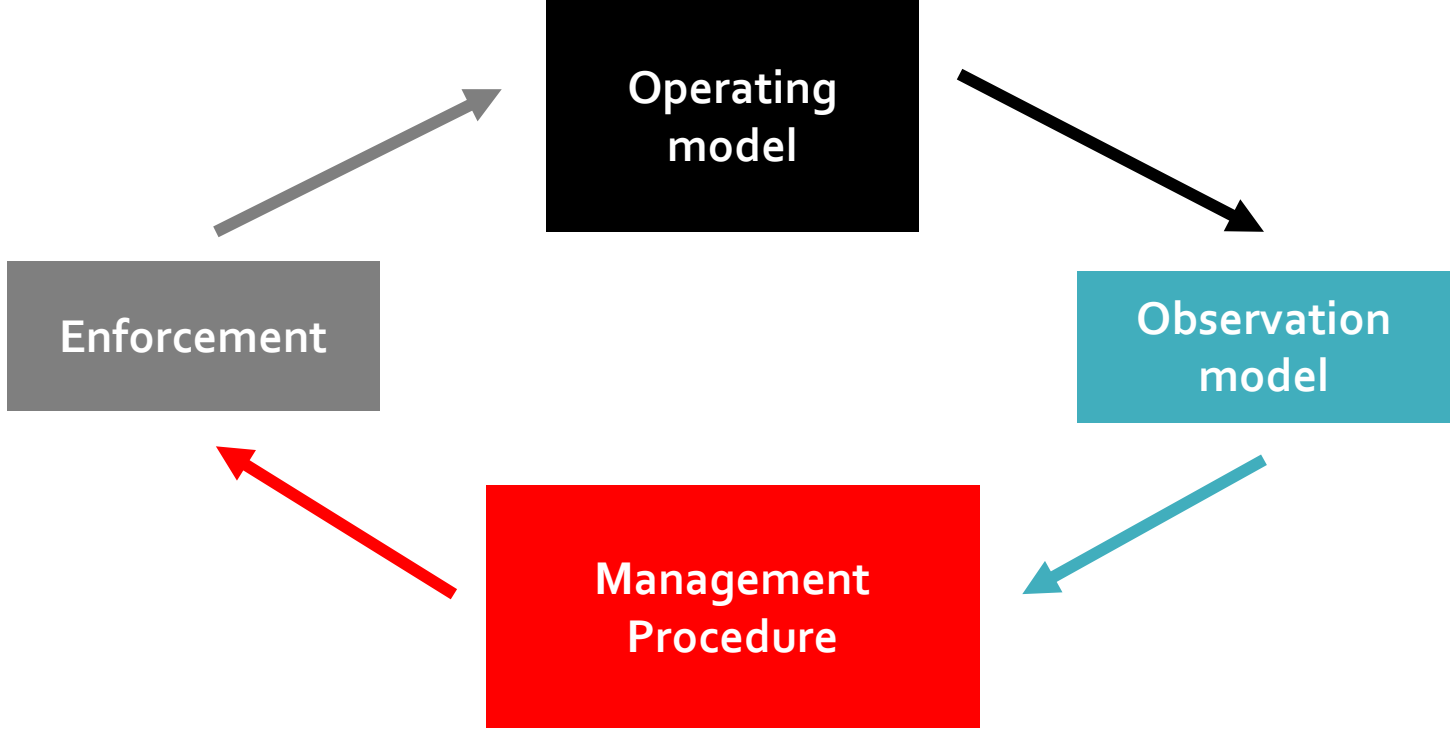 Operating
model
Enforcement
Observation
model
Management
Procedure